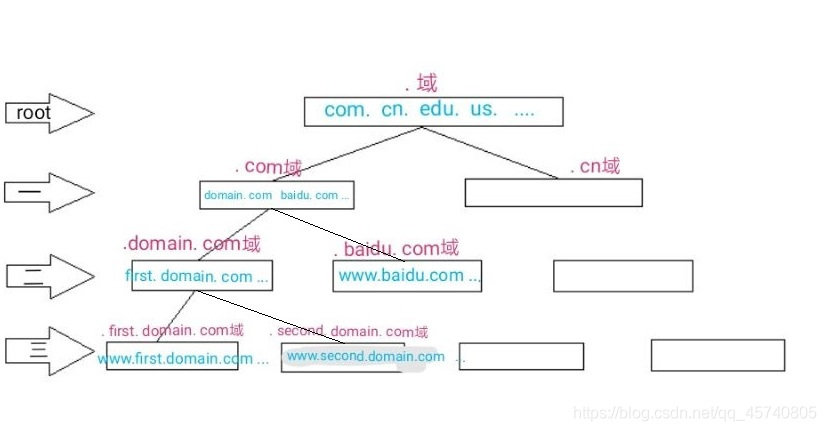 . 域
root
com. cn. edu. us. ....
. com域
. cn域
一
domain. com baidu. com ...
.domain. com域
. baidu. com域
二
first. domain. com ...
www.baidu.com ...
. first. domain. com域
. second. domain. com域
三
www.first.domain.com ...
www.second.domain.com ...
https://blog.csdn.net/qq_45740805